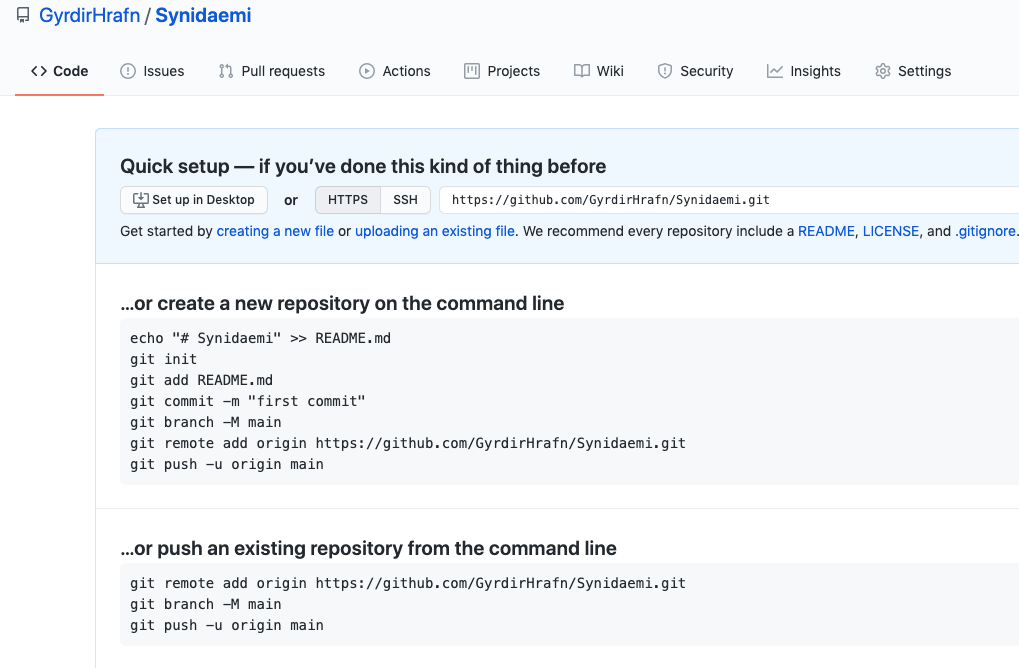 GyrdirHrafn / Synidaemi
Code Issues Pull requests Actions Projects Wiki Security Insights Settings
Quick setup — if you’ve done this kind of thing before
Set up in Desktop or HTTPS SSH https://github.com/GyrdirHrafn/Synidaemi.git
Get started by creating a new file or uploading an existing file. We recommend every repository include a README, LICENSE, and .gitignore.
…or create a new repository on the command line
echo "# Synidaemi" >> README.md
git init
git add README.md
git commit -m "first commit"
git branch -M main
git remote add origin https://github.com/GyrdirHrafn/Synidaemi.git
git push -u origin main
…or push an existing repository from the command line
git remote add origin https://github.com/GyrdirHrafn/Synidaemi.git
git branch -M main
git push -u origin main